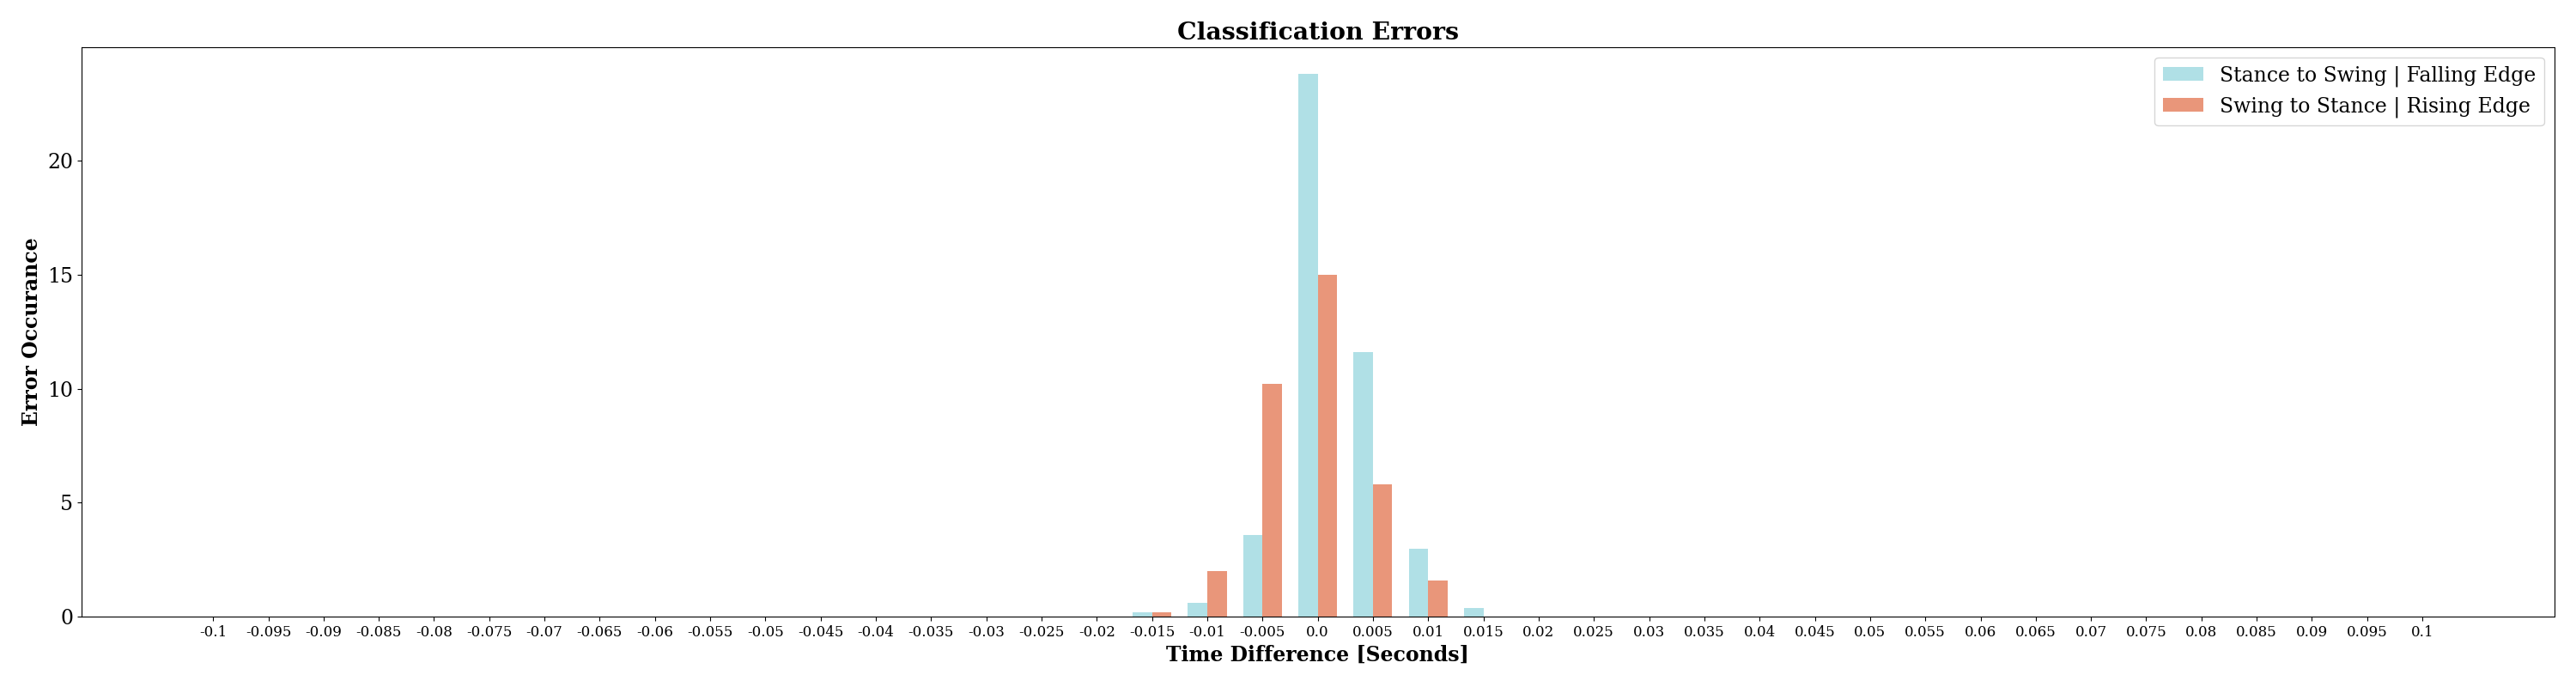 Classification Errors
Stance to Swing | Falling Edge
Swing to Stance | Rising Edge
Error Occurance
20
15
10
5
0
-0.1 -0.095 -0.09 -0.085 -0.08 -0.075 -0.07 -0.065 -0.06 -0.055 -0.05 -0.045 -0.04 -0.035 -0.03 -0.025 -0.02 -0.015 -0.01 -0.005 0.0 0.005 0.01 0.015 0.02 0.025 0.03 0.035 0.04 0.045 0.05 0.055 0.06 0.065 0.07 0.075 0.08 0.085 0.09 0.095 0.1
Time Difference [Seconds]